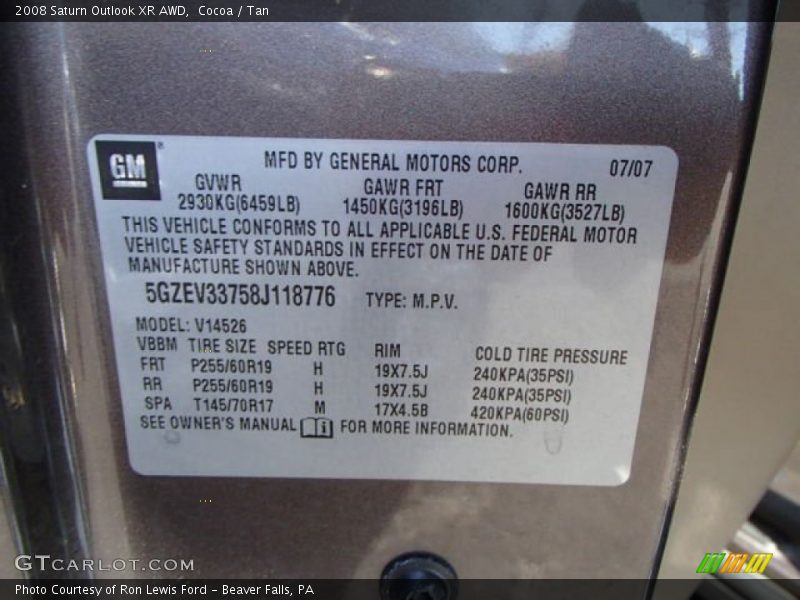 2008 Saturn Outlook XR AWD, Cocoa / Tan
GM
MFD BY GENERAL MOTORS CORP. 07/07
GVWR GAWR FRT GAWR RR
2930KG(6459LB) 1450KG(3196LB) 1600KG(3527LB)
THIS VEHICLE CONFORMS TO ALL APPLICABLE U.S. FEDERAL MOTOR
VEHICLE SAFETY STANDARDS IN EFFECT ON THE DATE OF
MANUFACTURE SHOWN ABOVE.
5GZEV33758J118776 TYPE: M.P.V.
MODEL: V14526
VBBM TIRE SIZE SPEED RTG RIM COLD TIRE PRESSURE
FRT P255/60R19 H 19X7.5J 240KPA(35PSI)
RR P255/60R19 H 19X7.5J 240KPA(35PSI)
SPA T145/70R17 M 17X4.5B 420KPA(60PSI)
SEE OWNER'S MANUAL FOR MORE INFORMATION.
GTCARLOT.COM
Photo Courtesy of Ron Lewis Ford - Beaver Falls, PA